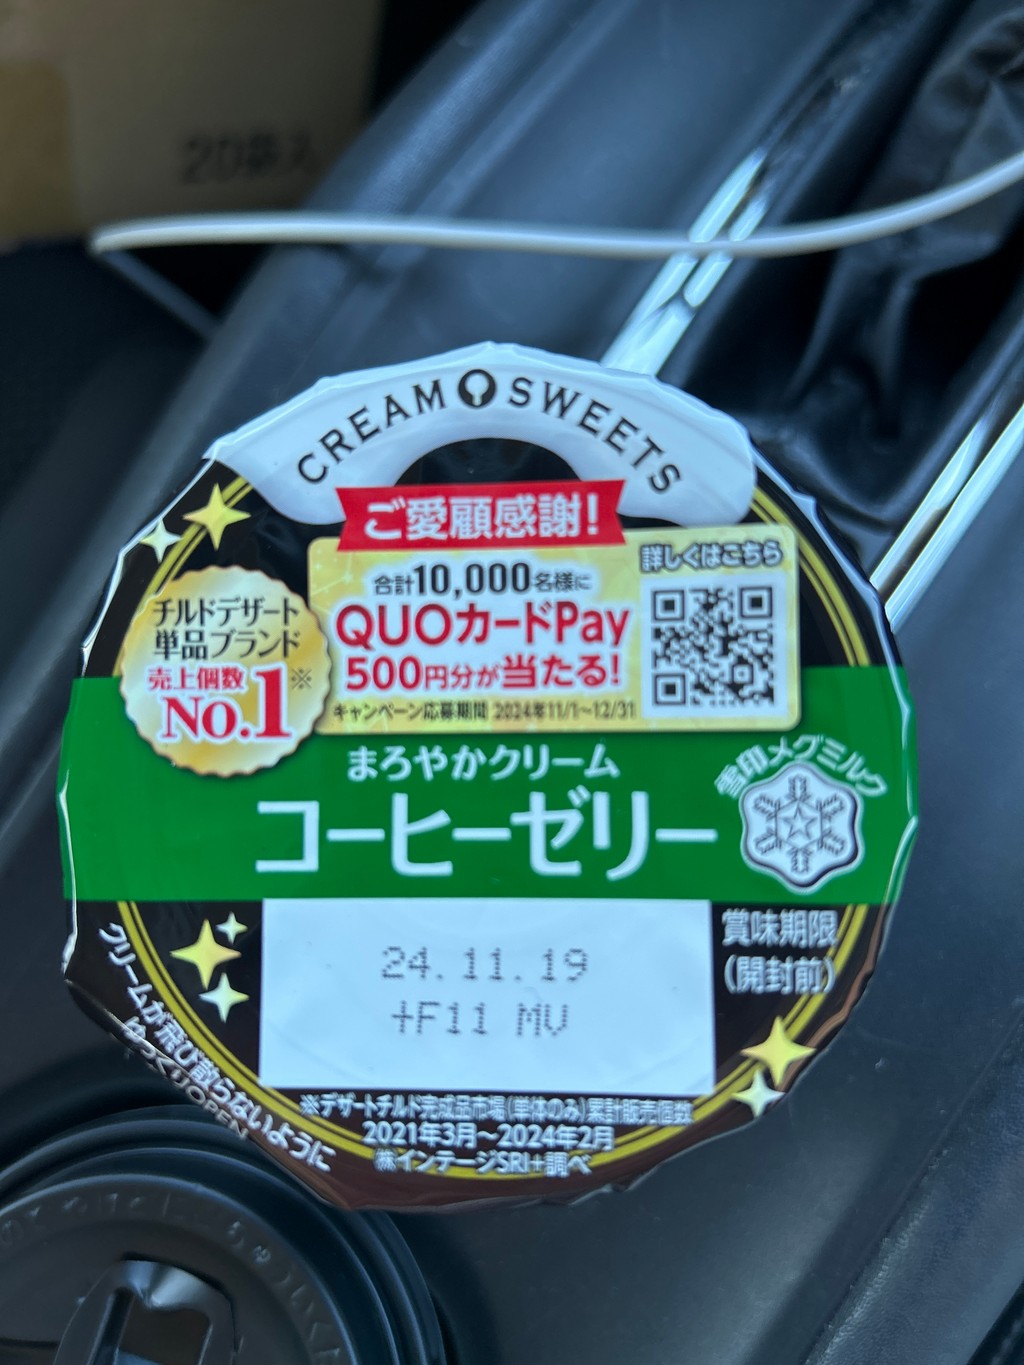 20袋入
CREAM SWEETS
ご愛顧感謝!
詳しくはこちら
合計10,000名様に
QUOカードPay
500円分が当たる!
キャンペーン応募期間 2024年11/1~12/31
チルドデザート
単品ブランド
売上個数
No.1※
まろやかクリーム
コーヒーゼリー
雪印メグミルク
賞味期限
(開封前)
24.11.19
+F11 MV
クリームが飛び散らないように
ゆっくりOPEN
※デザートチルド完成品市場(単体のみ)累計販売個数
2021年3月~2024年2月
㈱インテージSRI+調べ